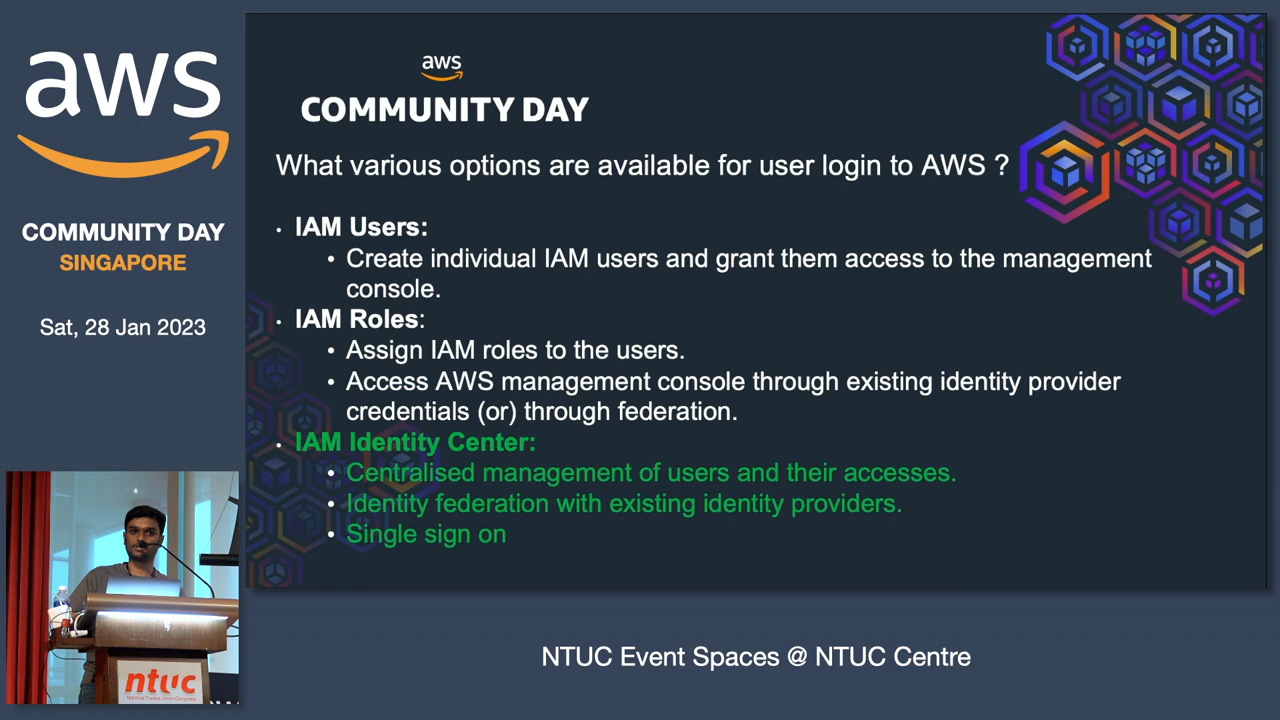 aws
COMMUNITY DAY
SINGAPORE
Sat, 28 Jan 2023
aws
COMMUNITY DAY
What various options are available for user login to AWS ?
• IAM Users:
• Create individual IAM users and grant them access to the management
console.
• IAM Roles:
• Assign IAM roles to the users.
• Access AWS management console through existing identity provider
credentials (or) through federation.
• IAM Identity Center:
• Centralised management of users and their accesses.
• Identity federation with existing identity providers.
• Single sign on
ntuc
National Trades Union Congress
NTUC Event Spaces @ NTUC Centre